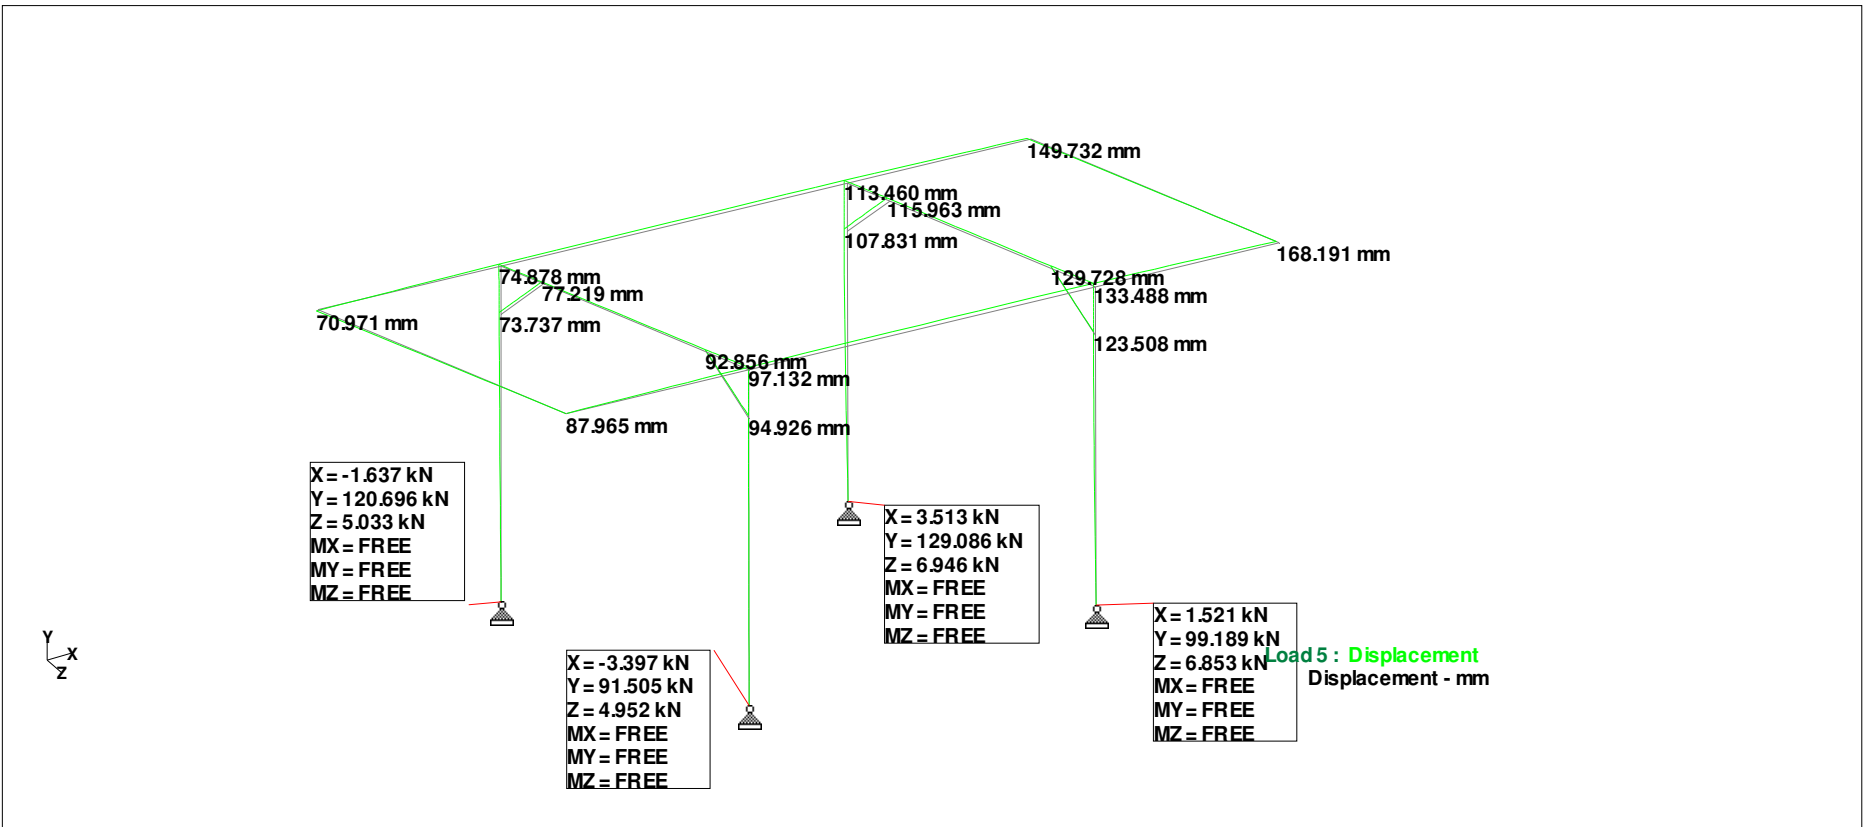 149.732 mm
113.460 mm
115.963 mm
107.831 mm
168.191 mm
74.878 mm
77.219 mm
129.728 mm
133.488 mm
70.971 mm
73.737 mm
123.508 mm
92.856 mm
97.132 mm
87.965 mm
94.926 mm
X = -1.637 kN
Y = 120.696 kN
Z = 5.033 kN
MX = FREE
MY = FREE
MZ = FREE
X = 3.513 kN
Y = 129.086 kN
Z = 6.946 kN
MX = FREE
MY = FREE
MZ = FREE
X = -3.397 kN
Y = 91.505 kN
Z = 4.952 kN
MX = FREE
MY = FREE
MZ = FREE
X = 1.521 kN
Y = 99.189 kN
Z = 6.853 kN
MX = FREE
MY = FREE
MZ = FREE
Load 5 : Displacement
Displacement - mm
Y
X
Z